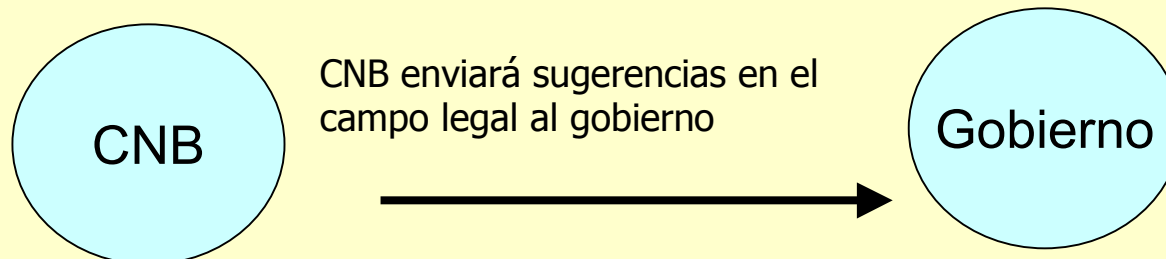 CNB
CNB enviará sugerencias en el
campo legal al gobierno
Gobierno